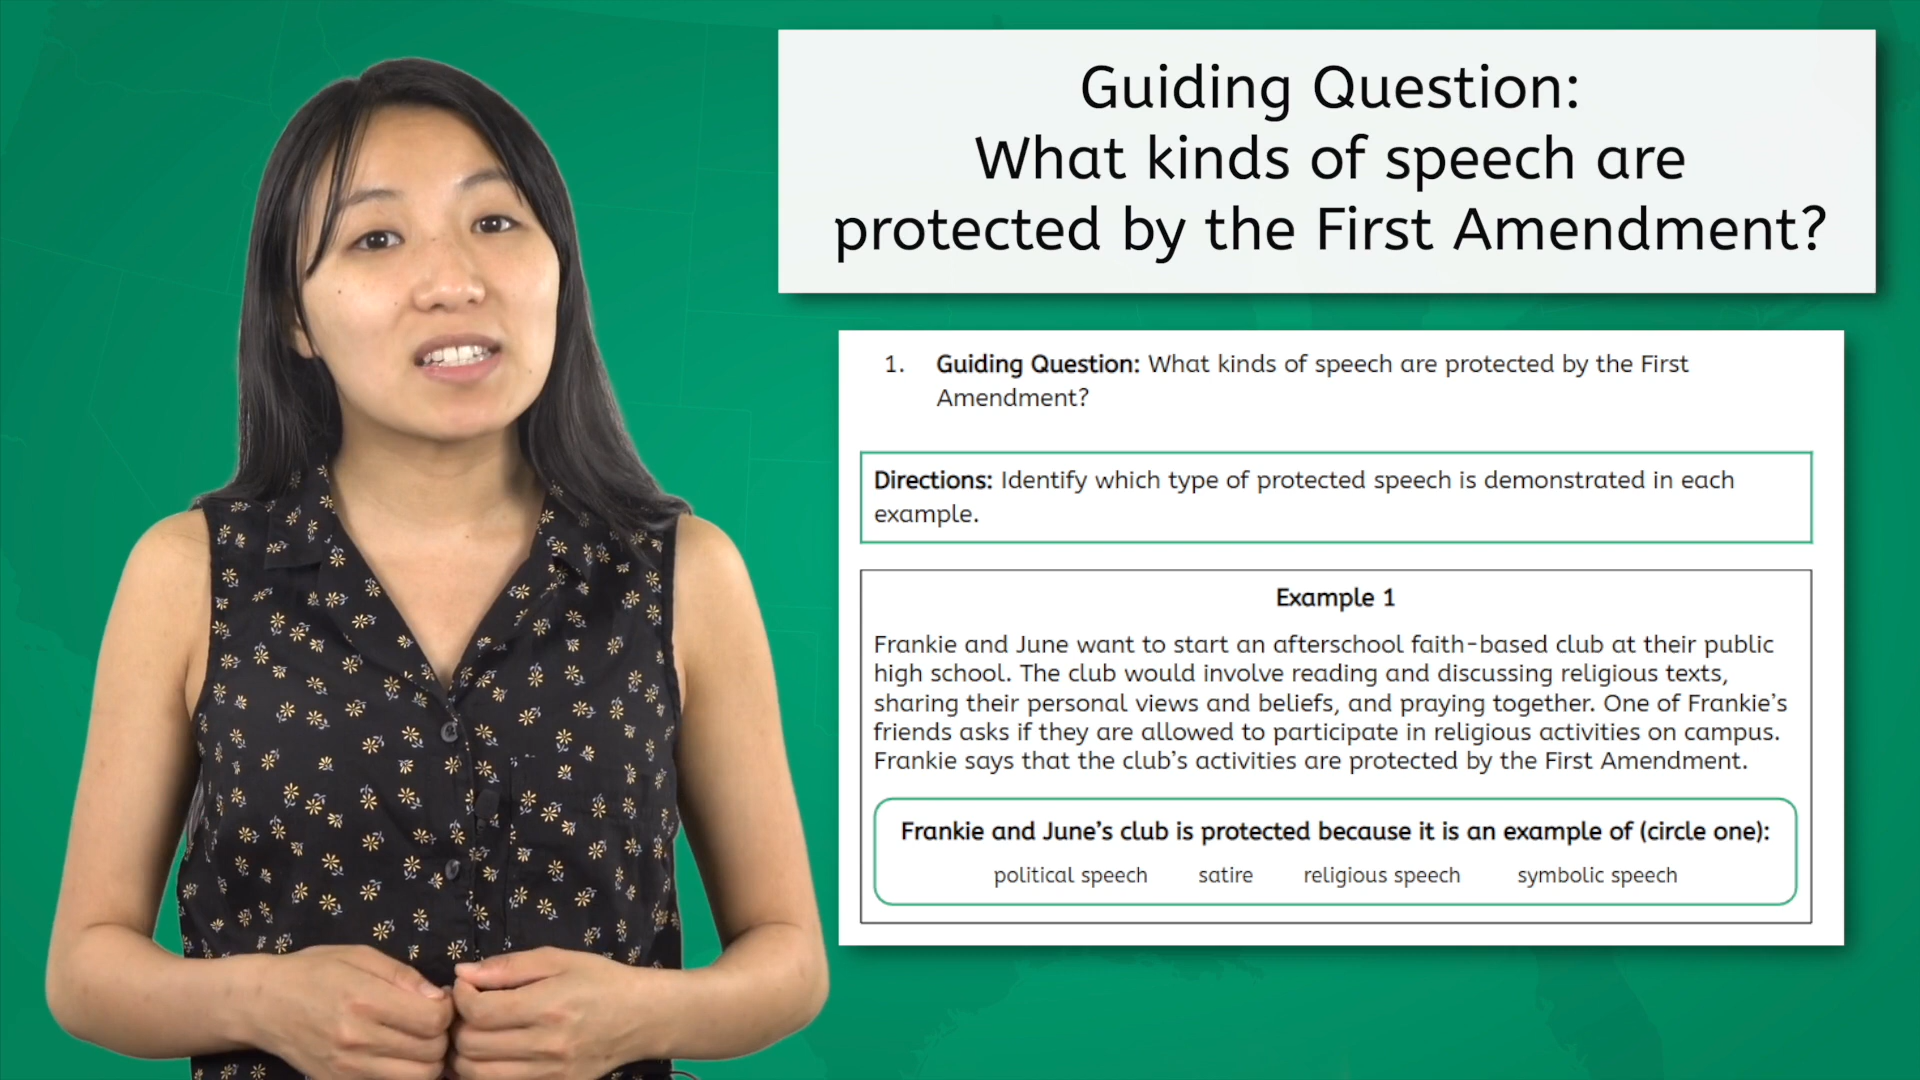 Guiding Question:
What kinds of speech are
protected by the First Amendment?
1. Guiding Question: What kinds of speech are protected by the First
Amendment?
Directions: Identify which type of protected speech is demonstrated in each
example.
Example 1
Frankie and June want to start an afterschool faith-based club at their public
high school. The club would involve reading and discussing religious texts,
sharing their personal views and beliefs, and praying together. One of Frankie's
friends asks if they are allowed to participate in religious activities on campus.
Frankie says that the club's activities are protected by the First Amendment.
Frankie and June's club is protected because it is an example of (circle one):
political speech satire religious speech symbolic speech